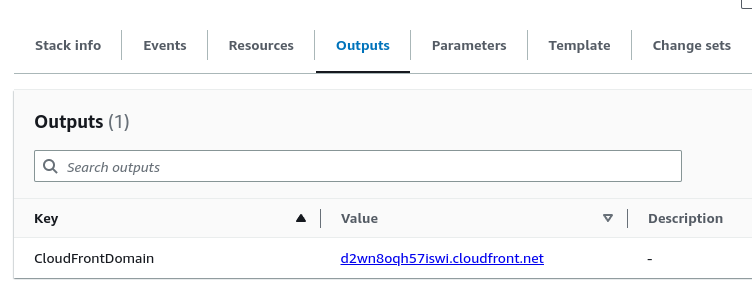 Stack info Events Resources Outputs Parameters Template Change sets
Outputs (1)
Search outputs
Key Value Description
CloudFrontDomain d2wn8oqh57iswi.cloudfront.net -